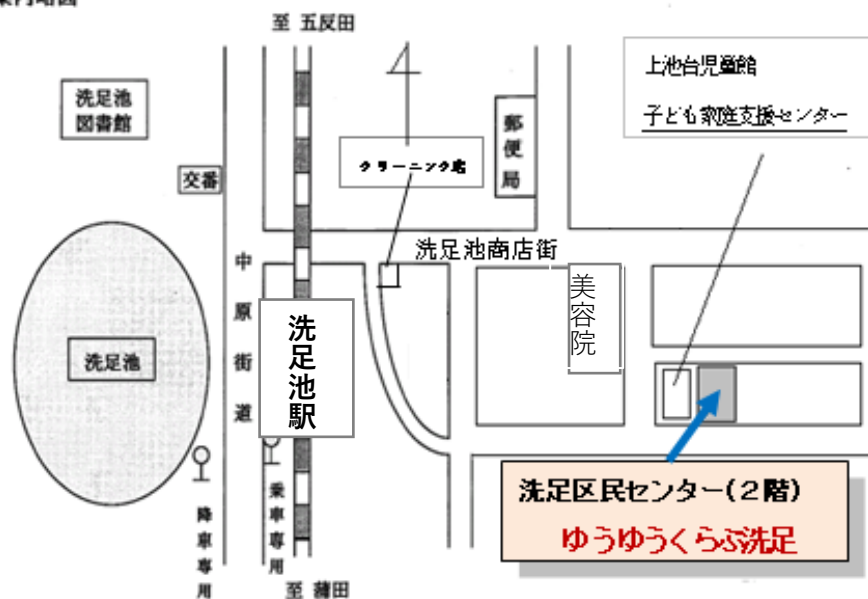 至 五反田
洗足池
図書館
交番
クリーニング店
郵便局
上池台児童館
子ども家庭支援センター
洗足池商店街
中原街道
洗足池駅
美容院
洗足池
降車専用
乗車専用
至 蒲田
洗足区民センター(2階)
ゆうゆうくらぶ洗足